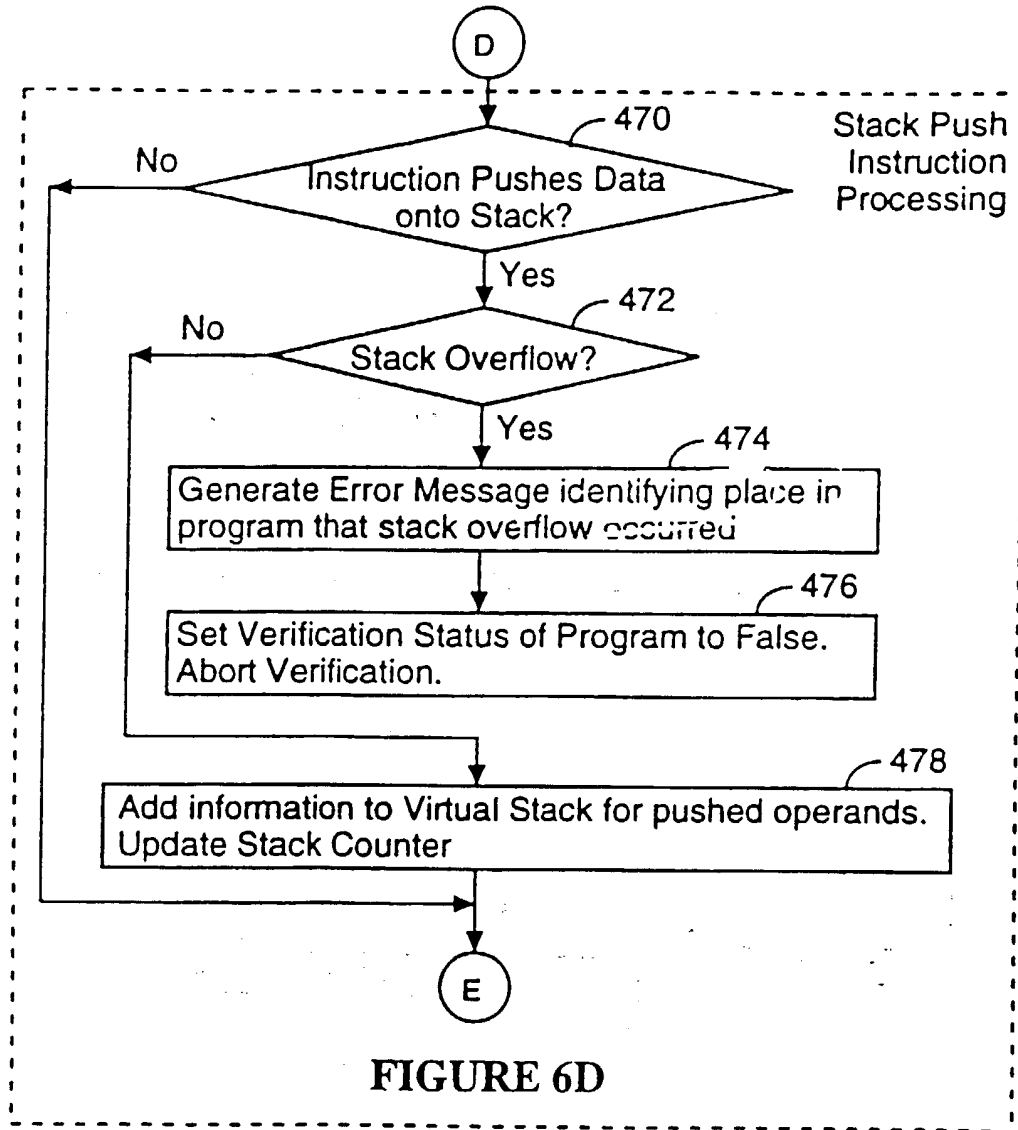 D
470
Stack Push
Instruction
Processing
No
Instruction Pushes Data
onto Stack?
Yes
472
No
Stack Overflow?
Yes
474
Generate Error Message identifying place in
program that stack overflow occurred
476
Set Verification Status of Program to False.
Abort Verification.
478
Add information to Virtual Stack for pushed operands.
Update Stack Counter
E
FIGURE 6D